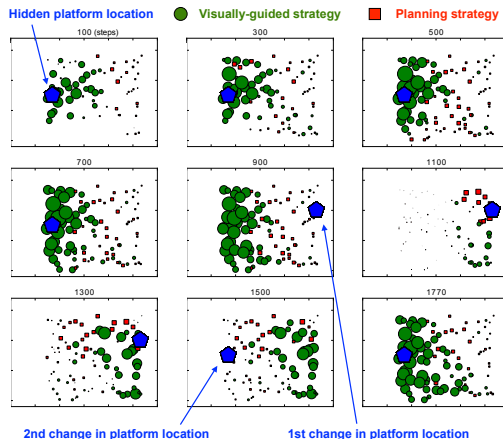 Hidden platform location
Visually-guided strategy
Planning strategy
100 (steps)
300
500
700
900
1100
1300
1500
1770
2nd change in platform location
1st change in platform location